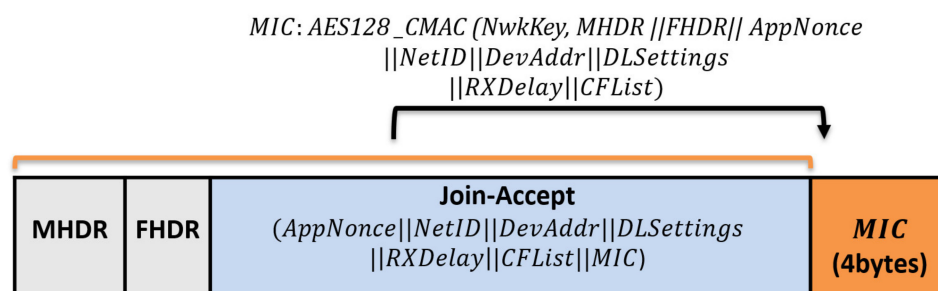 MIC: AES128_CMAC (NwkKey, MHDR ||FHDR|| AppNonce
||NetID||DevAddr||DLSettings
||RXDelay||CFList)
MHDR
FHDR
Join-Accept
(AppNonce||NetID||DevAddr||DLSettings
||RXDelay||CFList||MIC)
MIC
(4bytes)